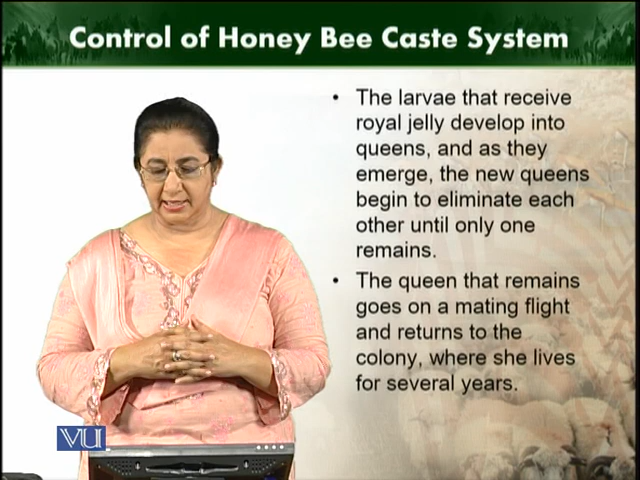 Control of Honey Bee Caste System
• The larvae that receive
royal jelly develop into
queens, and as they
emerge, the new queens
begin to eliminate each
other until only one
remains.
• The queen that remains
goes on a mating flight
and returns to the
colony, where she lives
for several years.
VU